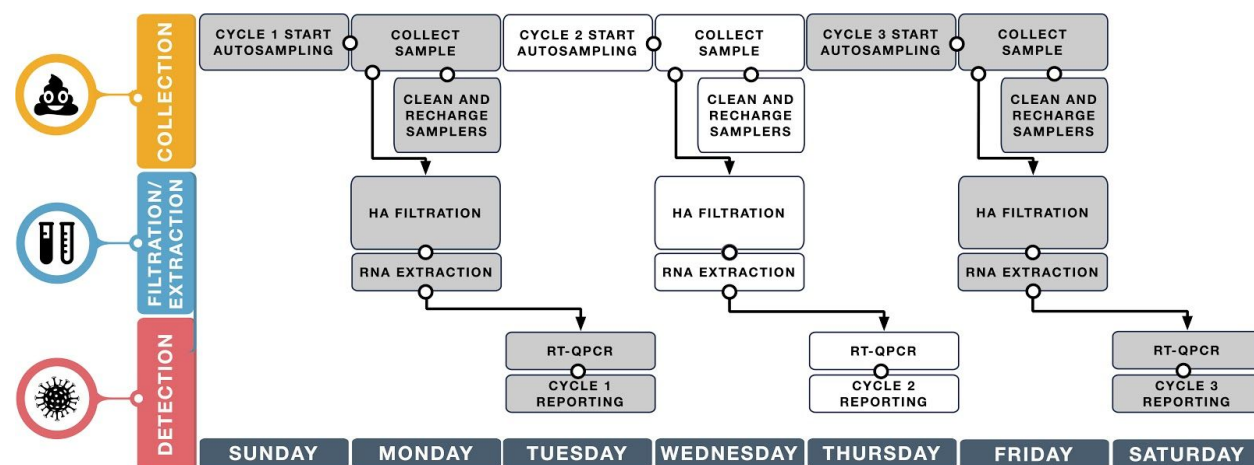 COLLECTION
CYCLE 1 START
AUTOSAMPLING
COLLECT
SAMPLE
CYCLE 2 START
AUTOSAMPLING
COLLECT
SAMPLE
CYCLE 3 START
AUTOSAMPLING
COLLECT
SAMPLE
CLEAN AND
RECHARGE
SAMPLERS
CLEAN AND
RECHARGE
SAMPLERS
CLEAN AND
RECHARGE
SAMPLERS
FILTRATION/
EXTRACTION
HA FILTRATION
HA FILTRATION
HA FILTRATION
RNA EXTRACTION
RNA EXTRACTION
RNA EXTRACTION
DETECTION
RT-QPCR
RT-QPCR
RT-QPCR
CYCLE 1
REPORTING
CYCLE 2
REPORTING
CYCLE 3
REPORTING
SUNDAY
MONDAY
TUESDAY
WEDNESDAY
THURSDAY
FRIDAY
SATURDAY